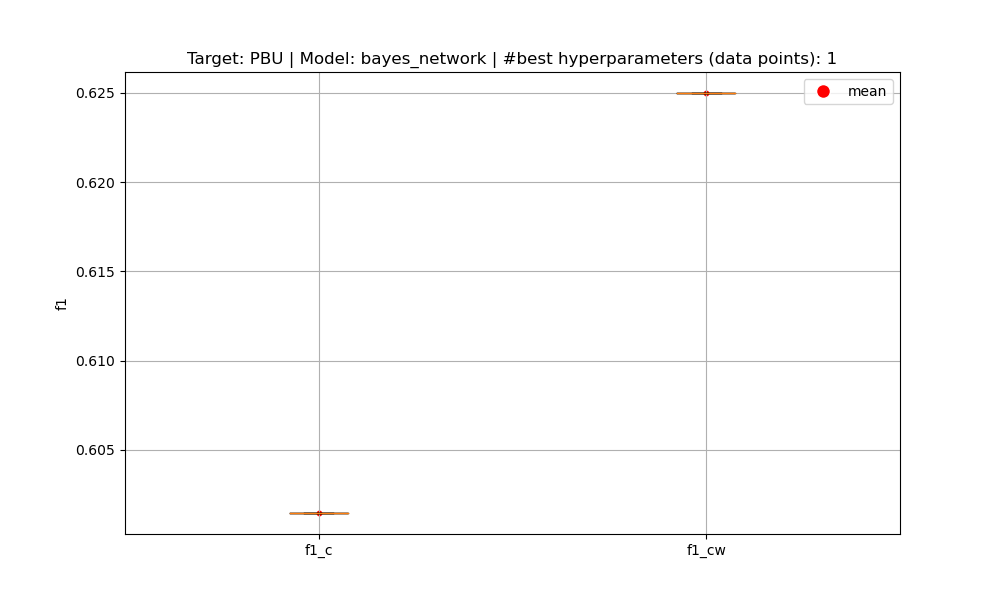 Target: PBU | Model: bayes_network | #best hyperparameters (data points): 1
mean
0.625
0.620
0.615
0.610
0.605
f1
f1_c
f1_cw